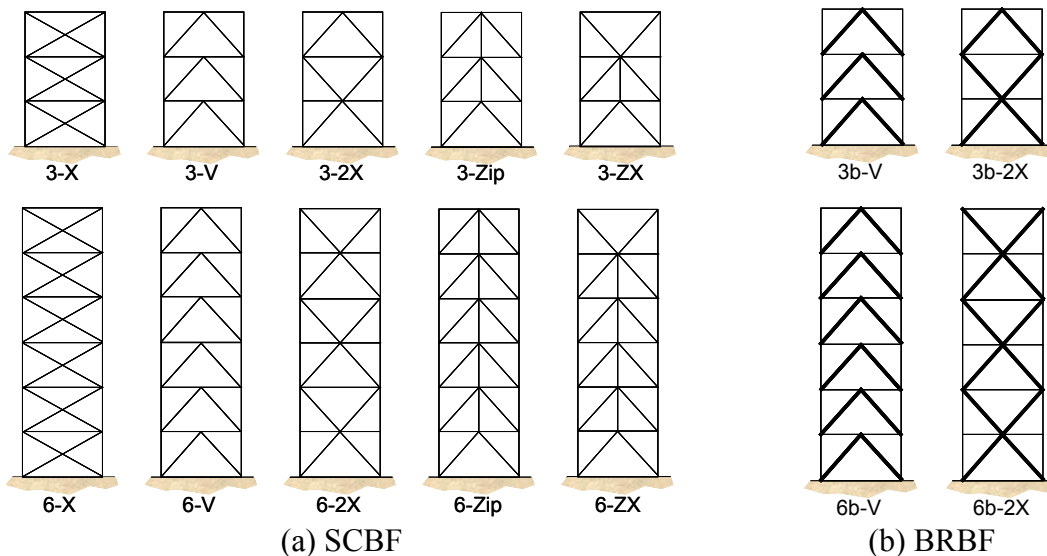 3-X 3-V 3-2X 3-Zip 3-ZX 3b-V 3b-2X
6-X 6-V 6-2X 6-Zip 6-ZX 6b-V 6b-2X
(a) SCBF (b) BRBF